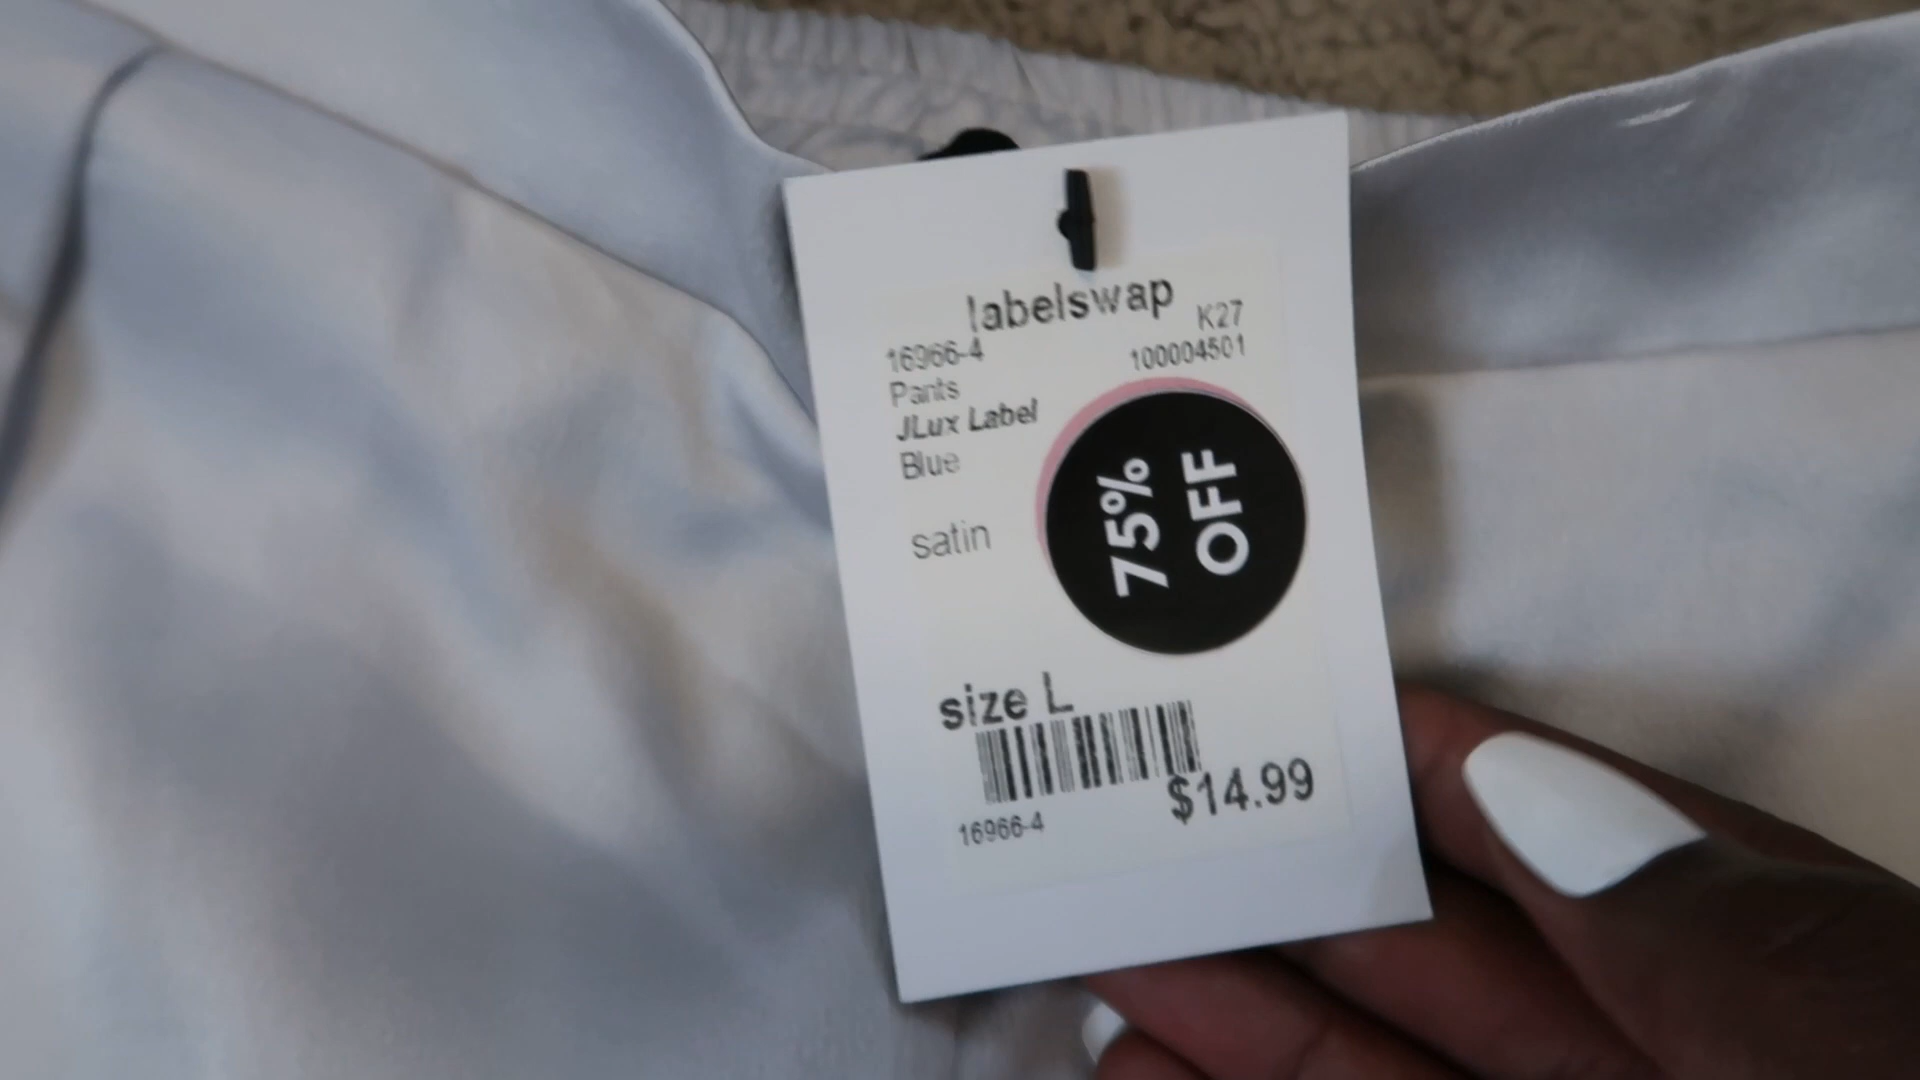 labelswap
K27
16966-4
100004501
Pants
JLux Label
Blue
satin
75%
OFF
size L
$14.99
16966-4